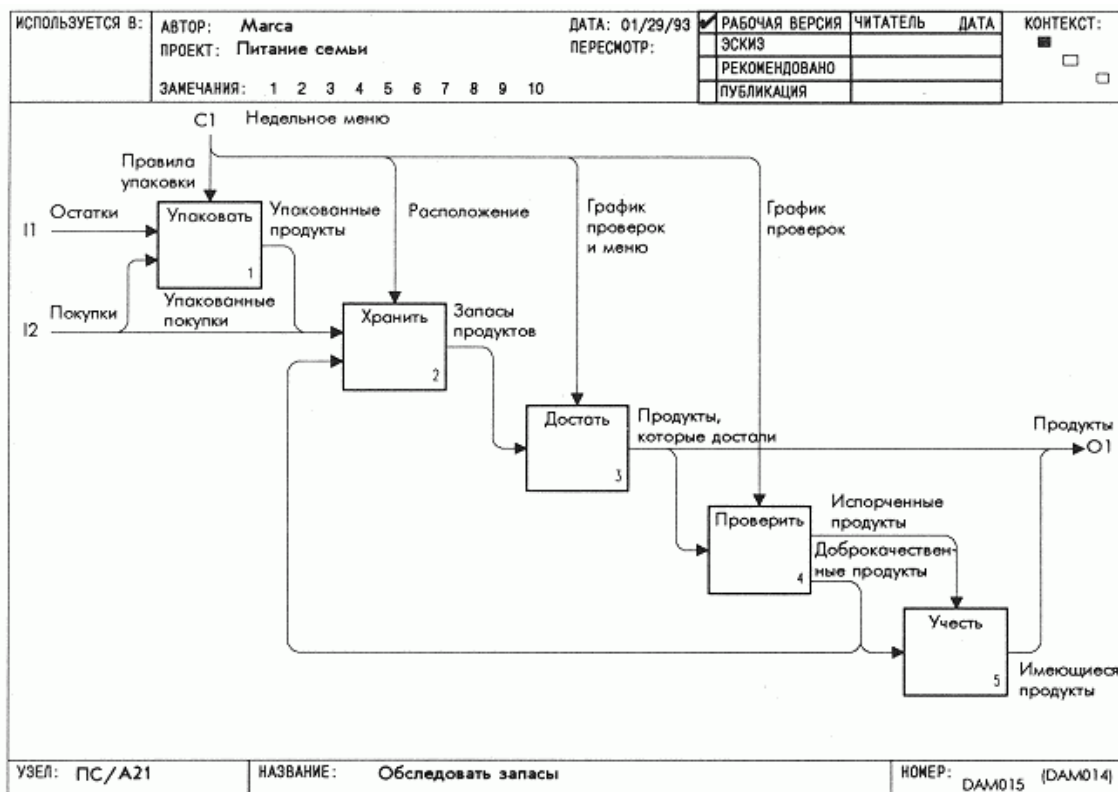 ИСПОЛЬЗУЕТСЯ В:
АВТОР: Marca
ДАТА: 01/29/93
ПРОЕКТ: Питание семьи
ПЕРЕСМОТР:
ЗАМЕЧАНИЯ: 1 2 3 4 5 6 7 8 9 10
РАБОЧАЯ ВЕРСИЯ
ЧИТАТЕЛЬ ДАТА
ЭСКИЗ
РЕКОМЕНДОВАНО
ПУБЛИКАЦИЯ
КОНТЕКСТ:
C1 Недельное меню
Правила
упаковки
I1
Остатки
Упаковать
1
Упакованные
продукты
Расположение
График
проверок
и меню
График
проверок
I2
Покупки
Упакованные
покупки
Хранить
2
Запасы
продуктов
Достать
3
Продукты,
которые достали
Продукты
O1
Проверить
4
Испорченные
продукты
Доброкачествен-
ные продукты
Учесть
5
Имеющиеся
продукты
УЗЕЛ: ПС/А21
НАЗВАНИЕ: Обследовать запасы
НОМЕР: DAM015 (DAM014)